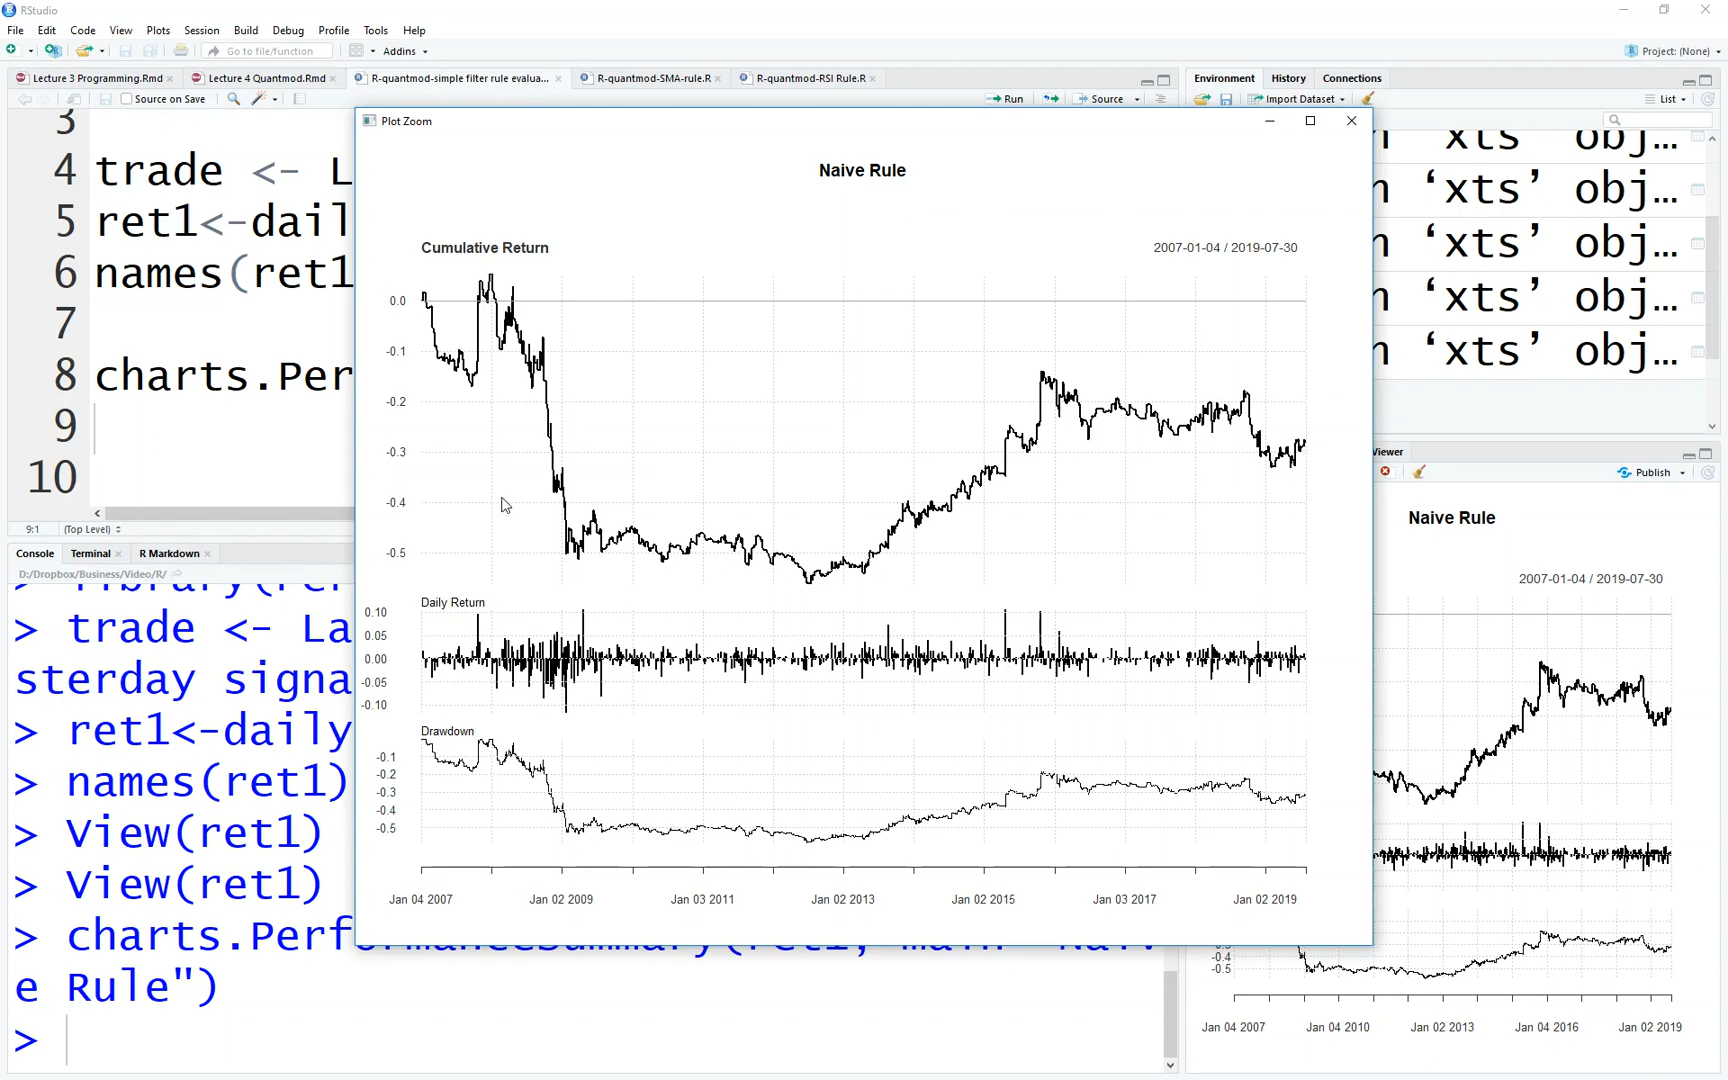 RStudio
File Edit Code View Plots Session Build Debug Profile Tools Help
Go to file/function Addins Project: (None)
Lecture 3 Programming.Rmd Lecture 4 Quantmod.Rmd R-quantmod-simple filter rule evalua... R-quantmod-SMA-rule.R R-quantmod-RSI Rule.R
Source on Save Run Source
3
4 trade <- L
5 ret1<-dail
6 names(ret1
7
8 charts.Per
9
10
9:1 (Top Level)
Console Terminal R Markdown
D:/Dropbox/Business/Video/R/
> trade <- La
sterday signa
> ret1<-daily
> names(ret1)
> View(ret1)
> View(ret1)
> charts.Perf
e Rule")
>
Plot Zoom
Naive Rule
Cumulative Return 2007-01-04 / 2019-07-30
0.0
-0.1
-0.2
-0.3
-0.4
-0.5
Daily Return
0.10
0.05
0.00
-0.05
-0.10
Drawdown
-0.1
-0.2
-0.3
-0.4
-0.5
Jan 04 2007 Jan 02 2009 Jan 03 2011 Jan 02 2013 Jan 02 2015 Jan 03 2017 Jan 02 2019
Environment History Connections
Import Dataset List
‘xts’ obj…
‘xts’ obj…
‘xts’ obj…
‘xts’ obj…
‘xts’ obj…
Viewer
Publish
Naive Rule
2007-01-04 / 2019-07-30
-0.4
-0.5
Jan 04 2007 Jan 04 2010 Jan 02 2013 Jan 04 2016 Jan 02 2019